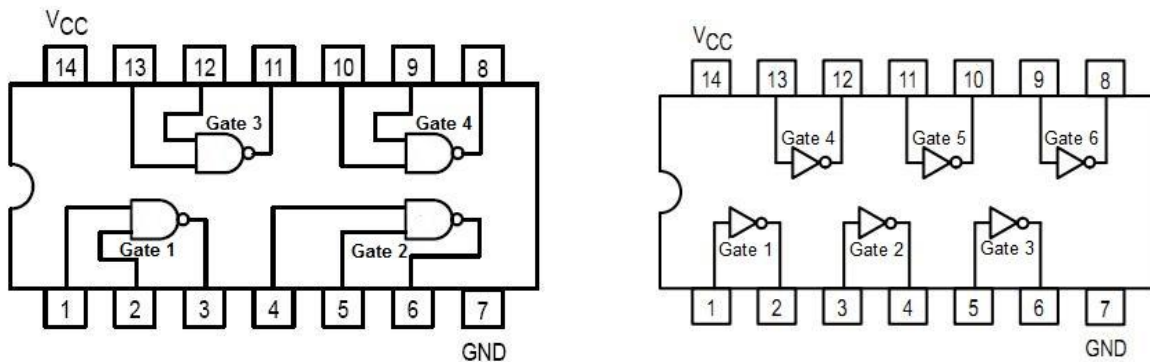 VCC
14 13 12 11 10 9 8
Gate 3 Gate 4
Gate 1 Gate 2
1 2 3 4 5 6 7
GND
VCC
14 13 12 11 10 9 8
Gate 4 Gate 5 Gate 6
Gate 1 Gate 2 Gate 3
1 2 3 4 5 6 7
GND